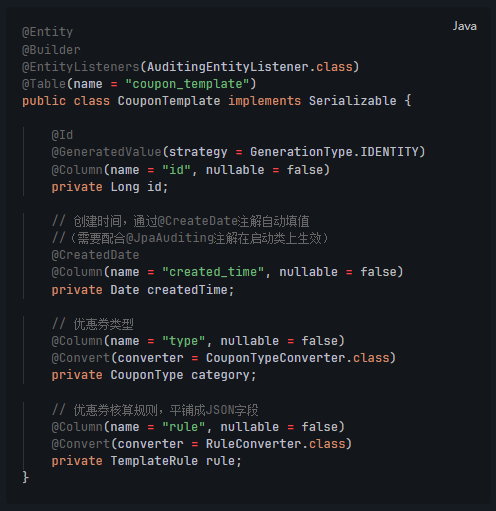 Java
@Entity
@Builder
@EntityListeners(AuditingEntityListener.class)
@Table(name = "coupon_template")
public class CouponTemplate implements Serializable {
@Id
@GeneratedValue(strategy = GenerationType.IDENTITY)
@Column(name = "id", nullable = false)
private Long id;
// 创建时间，通过@CreateDate注解自动填值
//（需要配合@JpaAuditing注解在启动类上生效）
@CreatedDate
@Column(name = "created_time", nullable = false)
private Date createdTime;
// 优惠券类型
@Column(name = "type", nullable = false)
@Convert(converter = CouponTypeConverter.class)
private CouponType category;
// 优惠券核算规则，平铺成JSON字段
@Column(name = "rule", nullable = false)
@Convert(converter = RuleConverter.class)
private TemplateRule rule;
}